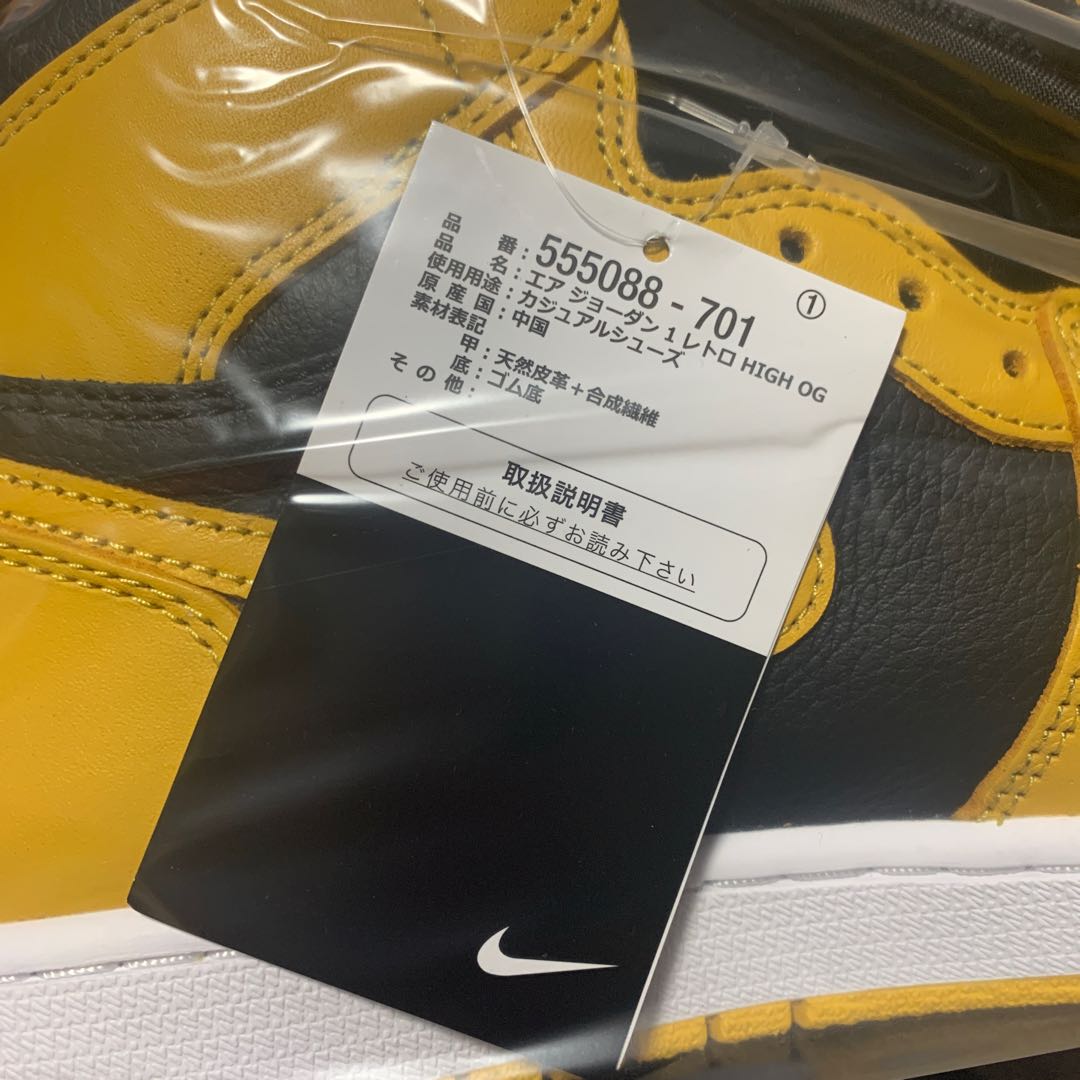 ①
品番：555088 - 701
品名：エア ジョーダン 1 レトロ HIGH OG
使用用途：カジュアルシューズ
原産国：中国
素材表記
甲：天然皮革＋合成繊維
底：ゴム底
その他：
取扱説明書
ご使用前に必ずお読み下さい